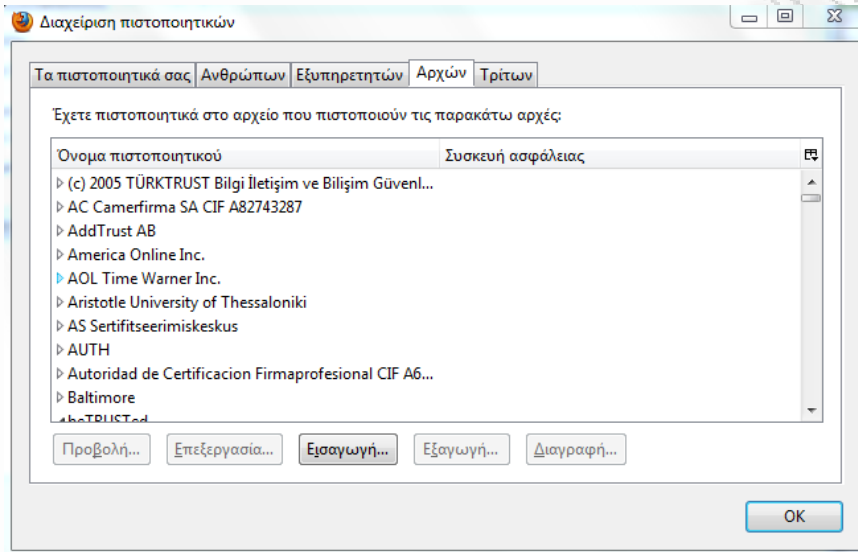 Διαχείριση πιστοποιητικών
Τα πιστοποιητικά σας Ανθρώπων Εξυπηρετητών Αρχών Τρίτων
Έχετε πιστοποιητικά στο αρχείο που πιστοποιούν τις παρακάτω αρχές:
Όνομα πιστοποιητικού Συσκευή ασφάλειας
(c) 2005 TÜRKTRUST Bilgi İletişim ve Bilişim Güvenl...
AC Camerfirma SA CIF A82743287
AddTrust AB
America Online Inc.
AOL Time Warner Inc.
Aristotle University of Thessaloniki
AS Sertifitseerimiskeskus
AUTH
Autoridad de Certificacion Firmaprofesional CIF A6...
Baltimore
beTRUSTed
Προβολή... Επεξεργασία... Εισαγωγή... Εξαγωγή... Διαγραφή...
OK